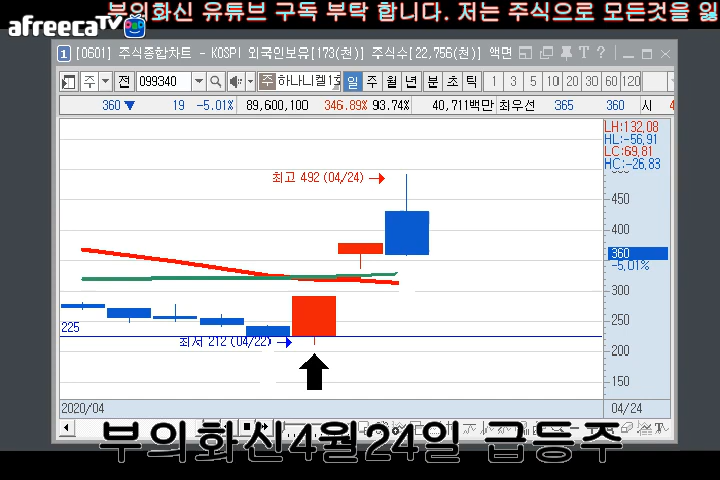 부의화신 유튜브 구독 부탁 합니다. 저는 주식으로 모든것을 잃
afreecaTV
1 [0601] 주식종합차트 - KOSPI 외국인보유[173(천)] 주식수[22,756(천)] 액면
주 전 099340 주 하나니켈1호 일 주 월 년 분 초 틱 1 3 5 10 20 30 60 120
360 ▼ 19 -5.01% 89,600,100 346.89% 93.74% 40,711백만 최우선 365 360 시 4
LH:132,08
HL:-56,91
LC:69,81
HC:-26,83
최고 492 (04/24)
450
400
360
-5,01%
300
250
225
최저 212 (04/22)
200
150
2020/04 04/24
부의화신4월24일 급등주